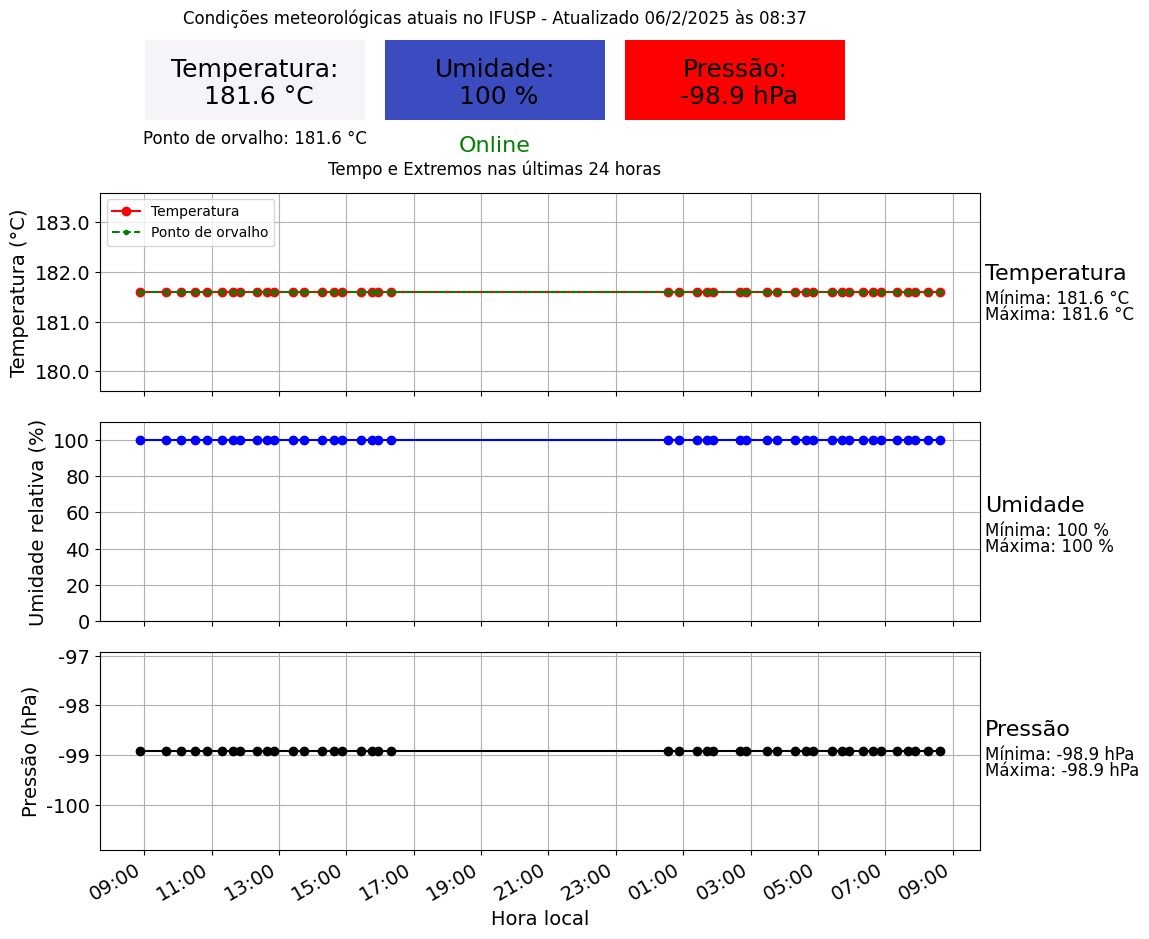 Condições meteorológicas atuais no IFUSP - Atualizado 06/2/2025 às 08:37
Temperatura:
181.6 °C
Umidade:
100 %
Pressão:
-98.9 hPa
Ponto de orvalho: 181.6 °C
Online
Tempo e Extremos nas últimas 24 horas
Temperatura (°C)
183.0
182.0
181.0
180.0
Temperatura
Ponto de orvalho
Temperatura
Mínima: 181.6 °C
Máxima: 181.6 °C
Umidade relativa (%)
100
80
60
40
20
0
Umidade
Mínima: 100 %
Máxima: 100 %
Pressão (hPa)
-97
-98
-99
-100
Pressão
Mínima: -98.9 hPa
Máxima: -98.9 hPa
09:00
11:00
13:00
15:00
17:00
19:00
21:00
23:00
01:00
03:00
05:00
07:00
09:00
Hora local